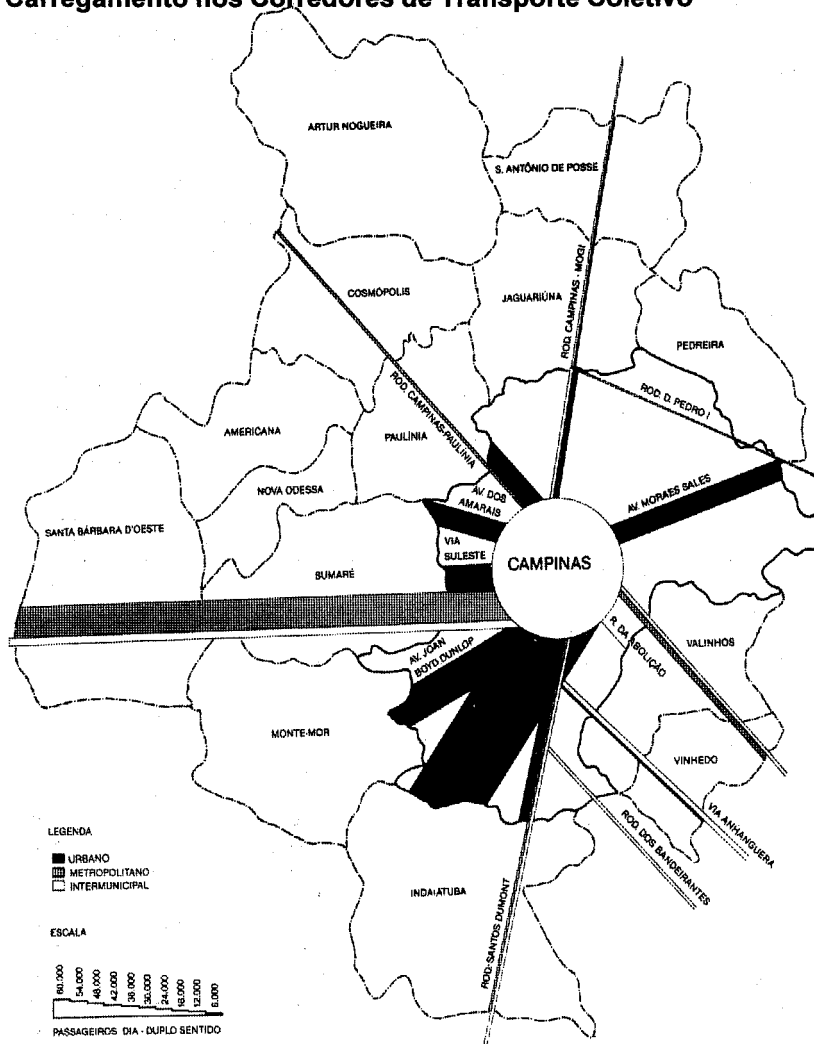 Carregamento nos Corredores de Transporte Coletivo
ARTUR NOGUEIRA
S. ANTÔNIO DE POSSE
ROD. CAMPINAS - MOGI
COSMÓPOLIS
JAGUARIÚNA
PEDREIRA
ROD. D. PEDRO I
ROD. CAMPINAS-PAULÍNIA
AMERICANA
PAULÍNIA
NOVA ODESSA
AV. DOS
AMARAIS
AV. MORAES SALES
SANTA BÁRBARA D'OESTE
VIA
SULESTE
CAMPINAS
SUMARÉ
R. DA ABOLIÇÃO
VALINHOS
AV. JOAN
BOYD DUNLOP
MONTE-MOR
VINHEDO
VIA ANHANGUERA
ROD. DOS BANDEIRANTES
INDAIATUBA
ROD. SANTOS DUMONT
LEGENDA
URBANO
METROPOLITANO
INTERMUNICIPAL
ESCALA
60.000
54.000
48.000
42.000
36.000
24.000
18.000
12.000
6.000
PASSAGEIROS DIA - DUPLO SENTIDO